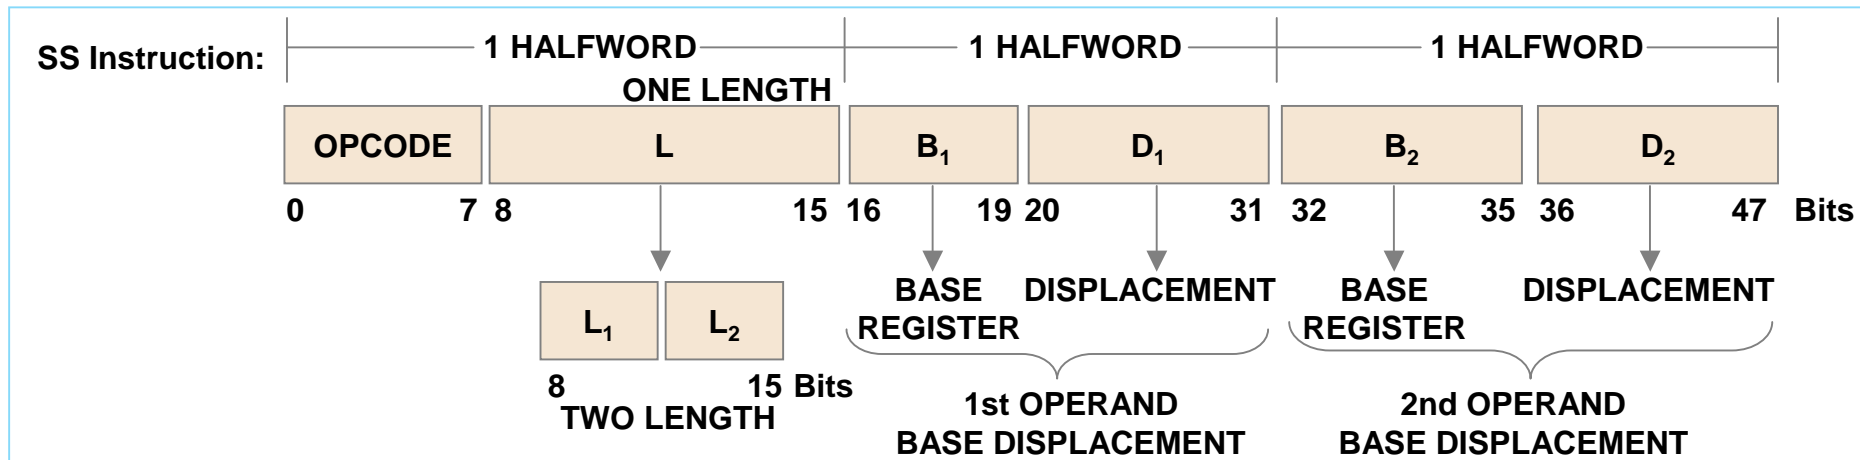 SS Instruction:
1 HALFWORD 1 HALFWORD 1 HALFWORD
ONE LENGTH
OPCODE L B₁ D₁ B₂ D₂
0 7 8 15 16 19 20 31 32 35 36 47 Bits
L₁ L₂
8 15 Bits
TWO LENGTH
BASE
REGISTER
DISPLACEMENT
1st OPERAND
BASE DISPLACEMENT
BASE
REGISTER
DISPLACEMENT
2nd OPERAND
BASE DISPLACEMENT